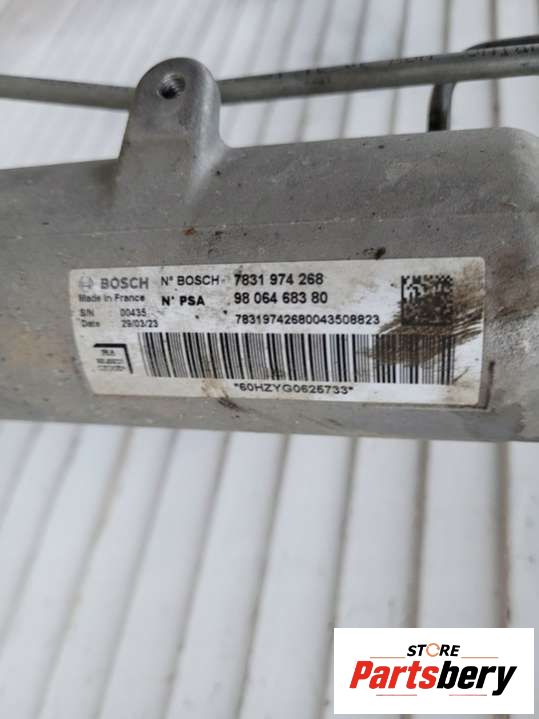 BOSCH N° BOSCH 7831 974 268
Made in France N° PSA 98 064 683 80
S/N 00435
Date 29/03/23 78319742680043508823
*60HZYG0625733*
STORE
Partsbery